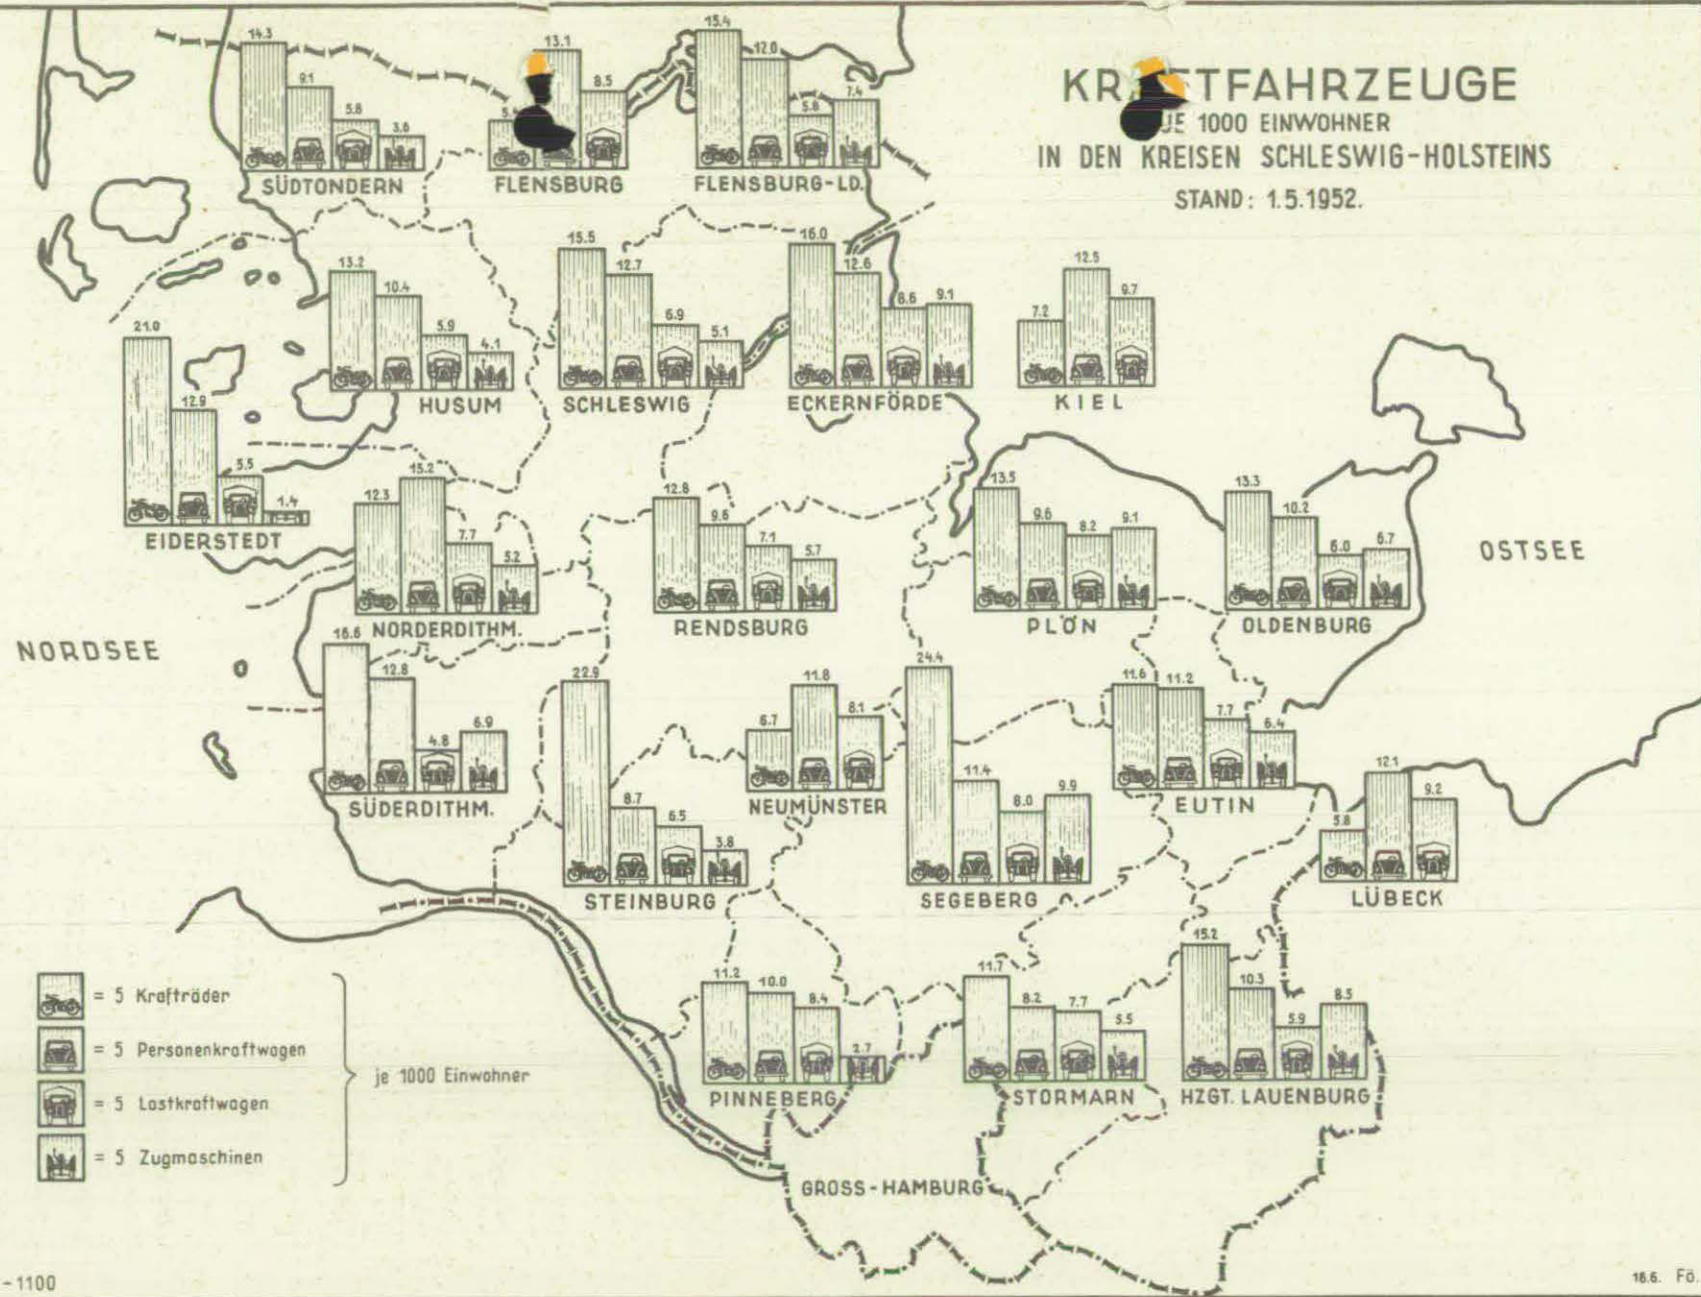 KRAFTFAHRZEUGE
JE 1000 EINWOHNER
IN DEN KREISEN SCHLESWIG-HOLSTEINS
STAND: 1.5.1952.
14.3 9.1 5.8 3.6
SÜDTONDERN
13.1 8.5
FLENSBURG
15.4 12.0 5.8 7.4
FLENSBURG-LD.
13.2 10.4 5.9 4.1
HUSUM
15.5 12.7 6.9 5.1
SCHLESWIG
16.0 12.6 8.6 9.1
ECKERNFÖRDE
7.2 12.5 9.7
KIEL
21.0 12.9 5.5 1.4
EIDERSTEDT
12.3 15.2 7.7 5.2
NORDERDITHM.
12.8 9.6 7.1 5.7
RENDSBURG
13.5 9.6 8.2 9.1
PLÖN
13.3 10.2 6.0 6.7
OLDENBURG
OSTSEE
NORDSEE
16.6 12.8 4.8 6.9
SÜDERDITHM.
22.9 8.7 6.5 3.8
STEINBURG
6.7 11.8 8.1
NEUMÜNSTER
24.4 11.4 8.0 9.9
SEGEBERG
11.6 11.2 7.7 6.4
EUTIN
5.8 12.1 9.2
LÜBECK
11.2 10.0 8.4 2.7
PINNEBERG
11.7 8.2 7.7 5.5
STORMARN
15.2 10.3 5.9 8.5
HZGT. LAUENBURG
GROSS-HAMBURG
= 5 Krafträder
= 5 Personenkraftwagen
= 5 Lastkraftwagen
= 5 Zugmaschinen
je 1000 Einwohner
-1100
18.6. Fö.